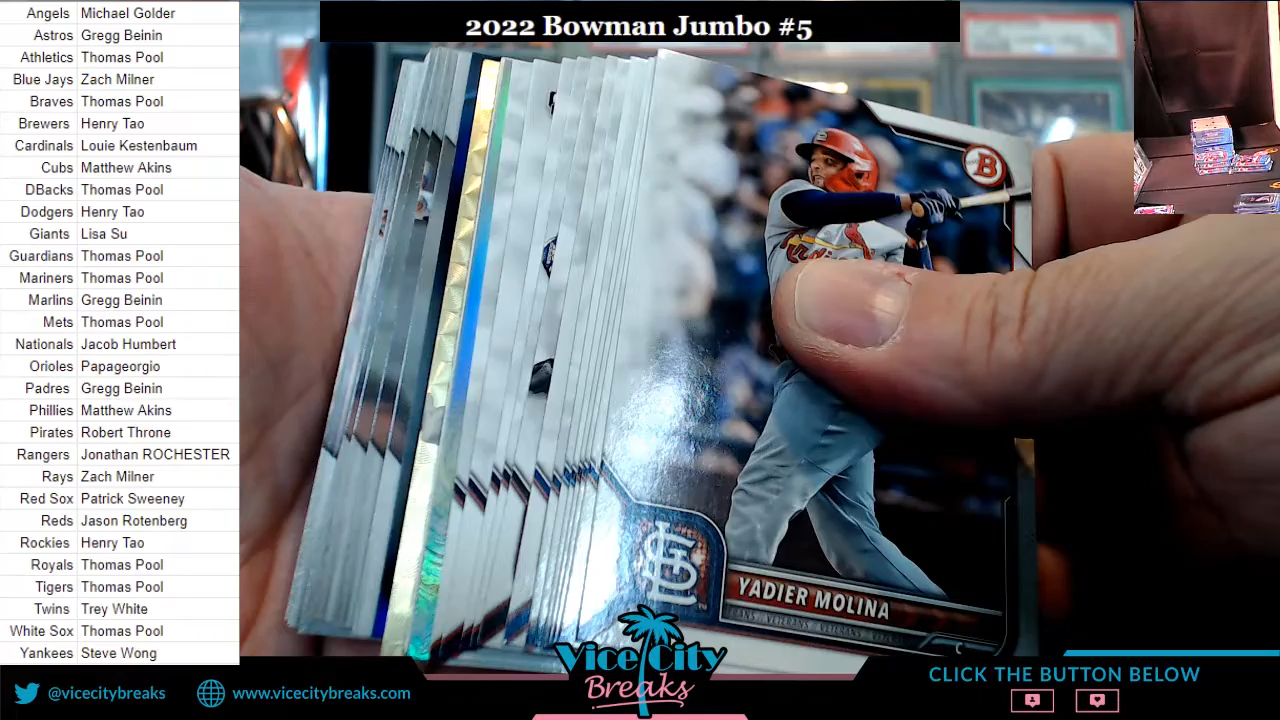 2022 Bowman Jumbo #5
Angels Michael Golder
Astros Gregg Beinin
Athletics Thomas Pool
Blue Jays Zach Milner
Braves Thomas Pool
Brewers Henry Tao
Cardinals Louie Kestenbaum
Cubs Matthew Akins
DBacks Thomas Pool
Dodgers Henry Tao
Giants Lisa Su
Guardians Thomas Pool
Mariners Thomas Pool
Marlins Gregg Beinin
Mets Thomas Pool
Nationals Jacob Humbert
Orioles Papageorgio
Padres Gregg Beinin
Phillies Matthew Akins
Pirates Robert Throne
Rangers Jonathan ROCHESTER
Rays Zach Milner
Red Sox Patrick Sweeney
Reds Jason Rotenberg
Rockies Henry Tao
Royals Thomas Pool
Tigers Thomas Pool
Twins Trey White
White Sox Thomas Pool
Yankees Steve Wong
B
YADIER MOLINA
VETERANS / VETERANS
Vice City
Breaks
@vicecitybreaks
www.vicecitybreaks.com
CLICK THE BUTTON BELOW